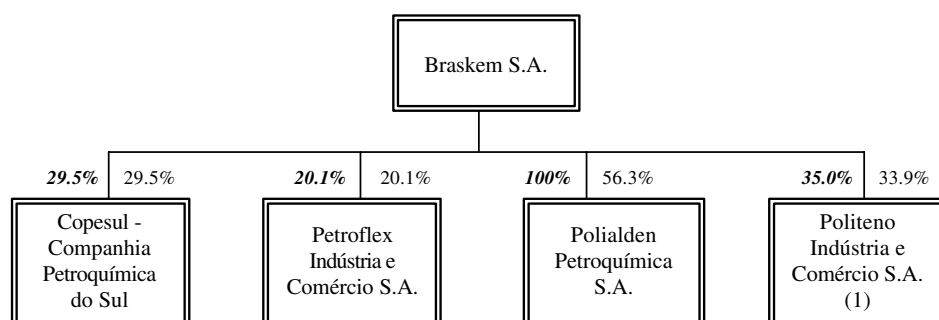 Braskem S.A.
29.5% 29.5%
20.1% 20.1%
100% 56.3%
35.0% 33.9%
Copesul -
Companhia
Petroquímica
do Sul
Petroflex
Indústria e
Comércio S.A.
Polialden
Petroquímica
S.A.
Politeno
Indústria e
Comércio S.A.
(1)